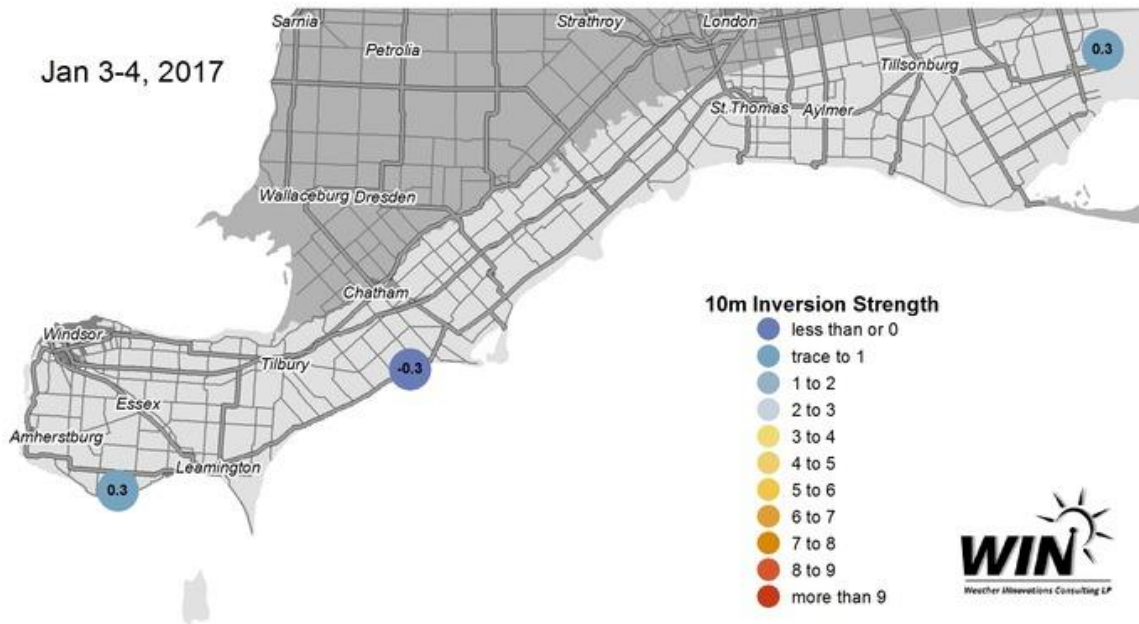 Sarnia
Strathroy
London
Petrolia
Jan 3-4, 2017
0.3
Tillsonburg
St. Thomas
Aylmer
Wallaceburg
Dresden
Chatham
10m Inversion Strength
less than or 0
trace to 1
1 to 2
2 to 3
3 to 4
4 to 5
5 to 6
6 to 7
7 to 8
8 to 9
more than 9
Windsor
Tilbury
-0.3
Essex
Amherstburg
Leamington
0.3
WIN
Weather INnovations Consulting LP